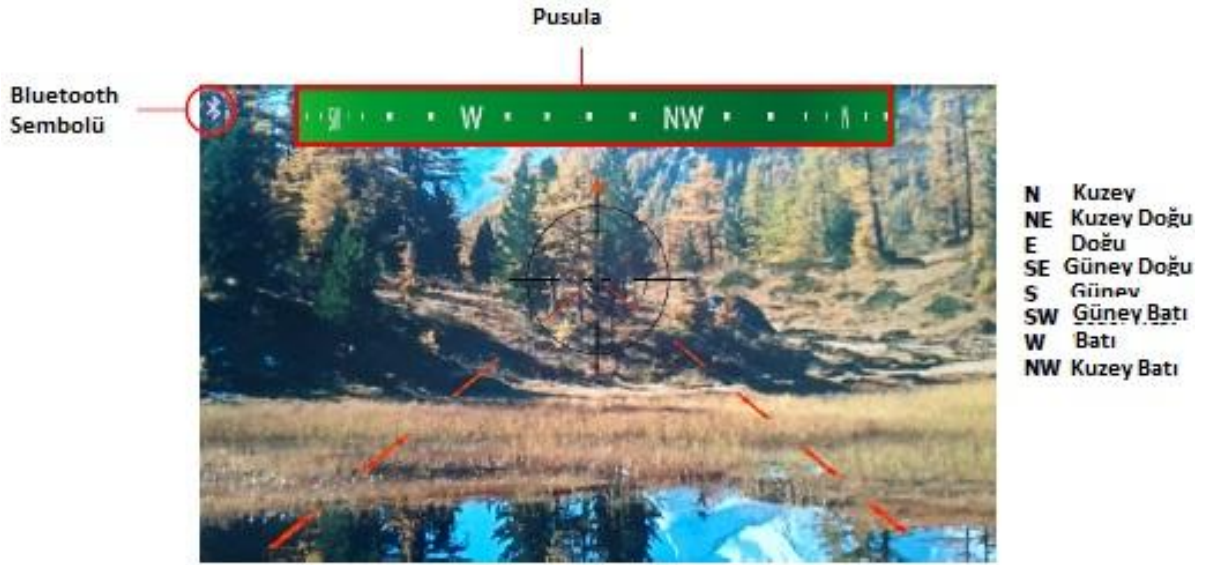 Pusula
Bluetooth
Sembolü
W NW
N Kuzey
NE Kuzey Doğu
E Doğu
SE Güney Doğu
S Güney
SW Güney Batı
W Batı
NW Kuzey Batı